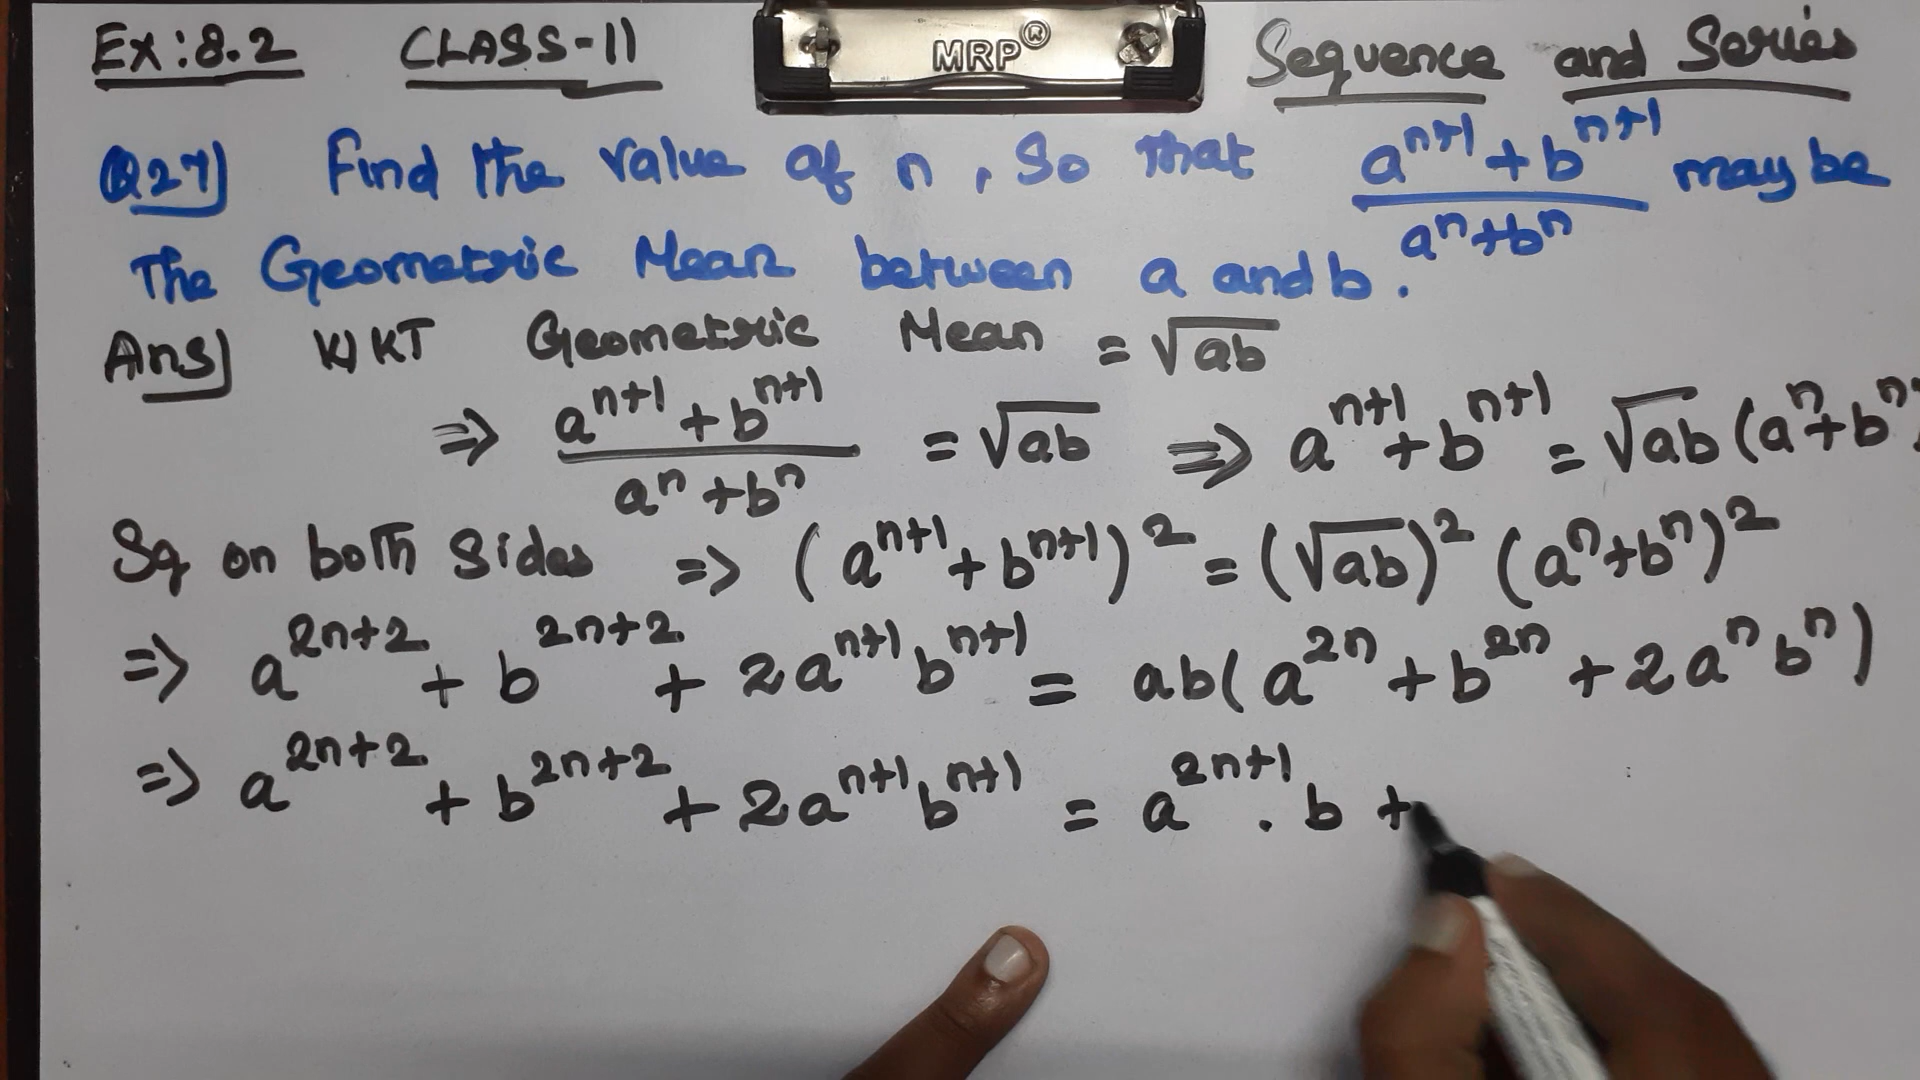 Ex:8.2 CLASS-11 MRP® Sequence and Series
Q27) Find the value of n, So that a^{n+1}+b^{n+1} / a^n+b^n may be
The Geometric Mean between a and b.
Ans) WKT Geometric Mean = √ab
⇒ a^{n+1}+b^{n+1} / a^n+b^n = √ab ⇒ a^{n+1}+b^{n+1} = √ab (a^n+b^n)
Sq on both Sides ⇒ (a^{n+1}+b^{n+1})^2 = (√ab)^2 (a^n+b^n)^2
⇒ a^{2n+2} + b^{2n+2} + 2a^{n+1} b^{n+1} = ab(a^{2n}+b^{2n}+2a^n b^n)
⇒ a^{2n+2} + b^{2n+2} + 2a^{n+1} b^{n+1} = a^{2n+1} . b +